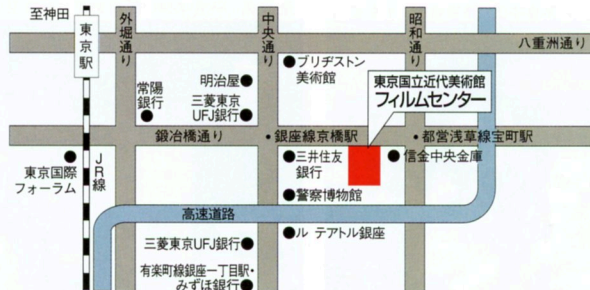 至神田
東京駅
外堀通り
中央通り
昭和通り
八重洲通り
ブリヂストン
美術館
明治屋
常陽
銀行
三菱東京
UFJ銀行
東京国立近代美術館
フィルムセンター
鍛冶橋通り
・銀座線京橋駅
・都営浅草線宝町駅
東京国際
フォーラム
JR線
三井住友
銀行
信金中央金庫
警察博物館
高速道路
ル テアトル銀座
三菱東京UFJ銀行
有楽町線銀座一丁目駅・
みずほ銀行